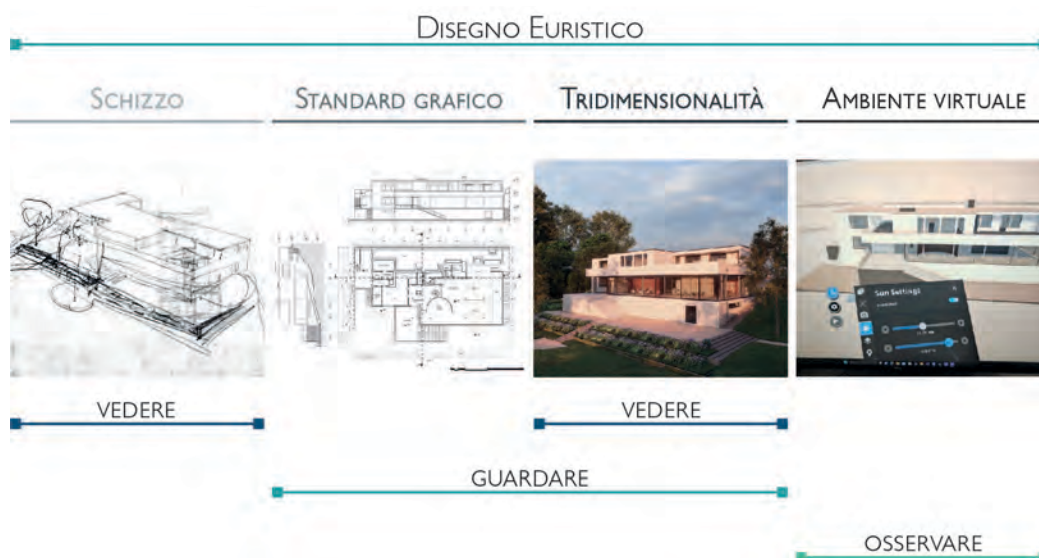 Disegno Euristico
Schizzo
Standard grafico
Tridimensionalità
Ambiente virtuale
Sun Settings
VEDERE
VEDERE
GUARDARE
OSSERVARE